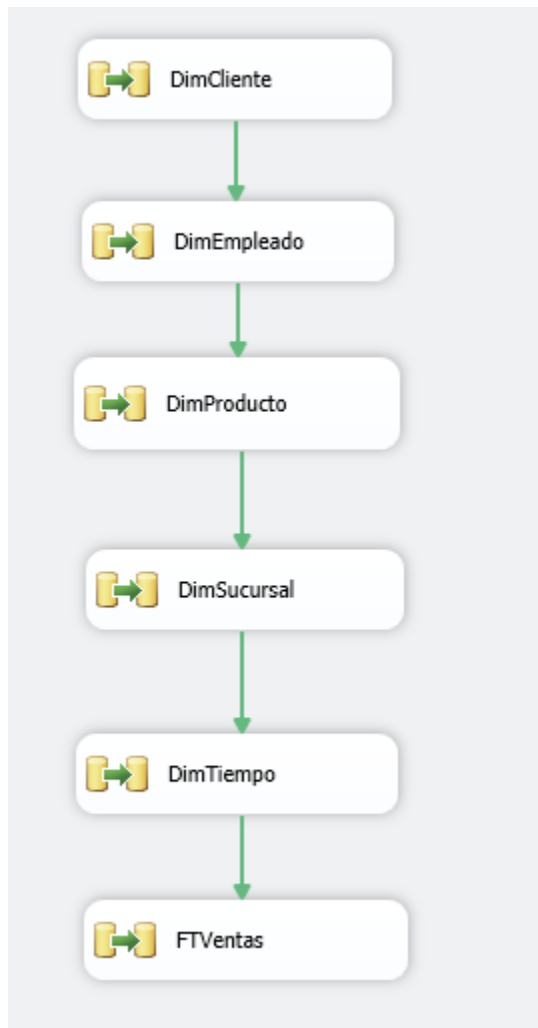 DimCliente
DimEmpleado
DimProducto
DimSucursal
DimTiempo
FTVentas